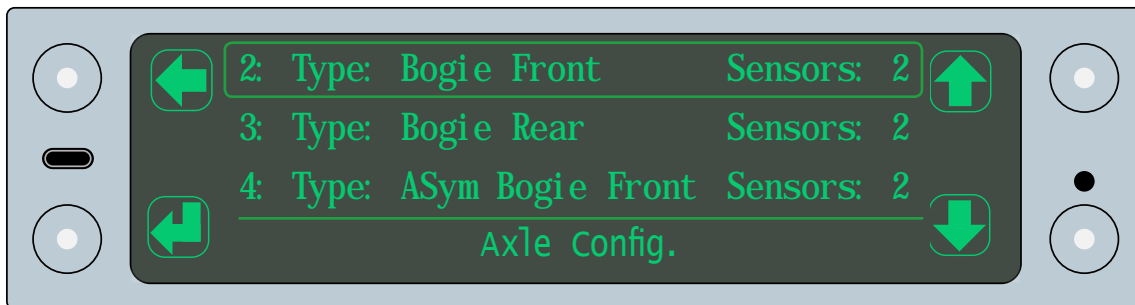 2: Type: Bogie Front Sensors: 2
3: Type: Bogie Rear Sensors: 2
4: Type: ASym Bogie Front Sensors: 2
Axle Config.